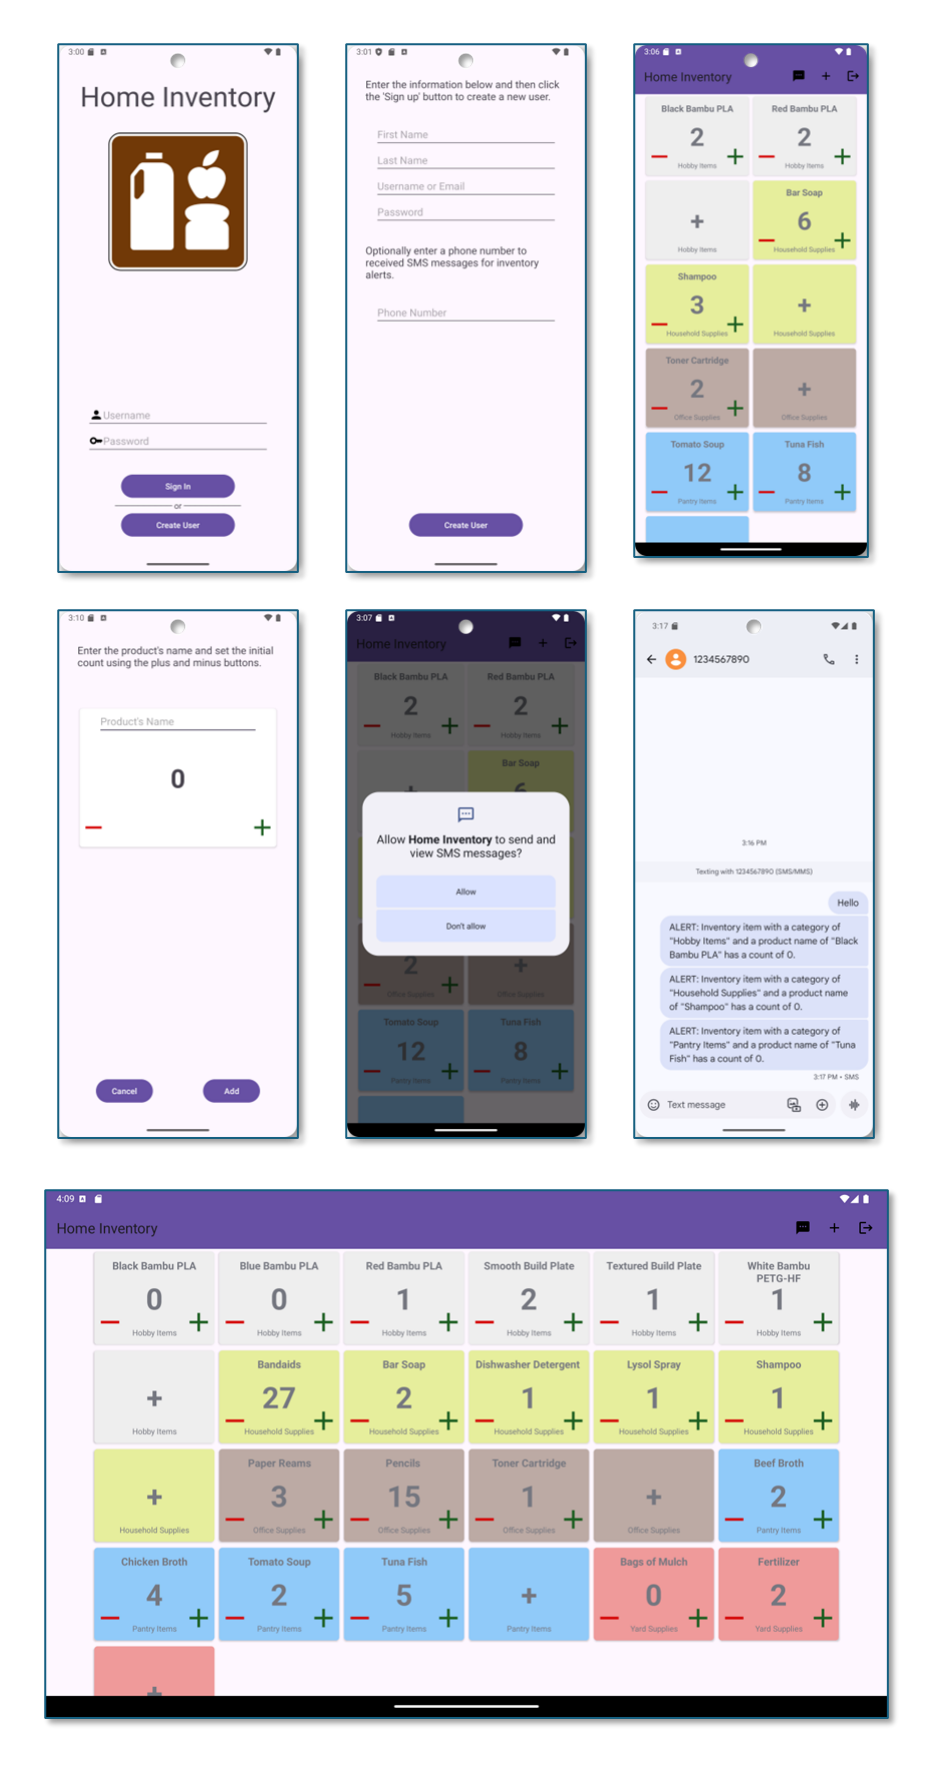 3:00
Home Inventory
Username
Password
Sign In
or
Create User
3:01
Enter the information below and then click
the 'Sign up' button to create a new user.
First Name
Last Name
Username or Email
Password
Optionally enter a phone number to
received SMS messages for inventory
alerts.
Phone Number
Create User
3:06
Home Inventory
+
Black Bambu PLA
Red Bambu PLA
2
2
Hobby Items
Hobby Items
Bar Soap
+
6
Hobby Items
Household Supplies
Shampoo
3
+
Household Supplies
Household Supplies
Toner Cartridge
2
+
Office Supplies
Office Supplies
Tomato Soup
Tuna Fish
12
8
Pantry Items
Pantry Items
3:10
Enter the product's name and set the initial
count using the plus and minus buttons.
Product's Name
0
Cancel
Add
3:07
Home Inventory
+
Black Bambu PLA
Red Bambu PLA
2
2
Hobby Items
Hobby Items
Bar Soap
Allow Home Inventory to send and
view SMS messages?
Allow
Don't allow
2
+
Office Supplies
Office Supplies
Tomato Soup
Tuna Fish
12
8
Pantry Items
Pantry Items
3:17
1234567890
3:16 PM
Texting with 1234567890 (SMS/MMS)
Hello
ALERT: Inventory item with a category of
"Hobby Items" and a product name of "Black
Bambu PLA" has a count of 0.
ALERT: Inventory item with a category of
"Household Supplies" and a product name
of "Shampoo" has a count of 0.
ALERT: Inventory item with a category of
"Pantry Items" and a product name of "Tuna
Fish" has a count of 0.
3:17 PM • SMS
Text message
4:09
Home Inventory
+
Black Bambu PLA
Blue Bambu PLA
Red Bambu PLA
Smooth Build Plate
Textured Build Plate
White Bambu
PETG-HF
0
0
1
2
1
1
Hobby Items
Hobby Items
Hobby Items
Hobby Items
Hobby Items
Hobby Items
Bandaids
Bar Soap
Dishwasher Detergent
Lysol Spray
Shampoo
+
27
2
1
1
1
Hobby Items
Household Supplies
Household Supplies
Household Supplies
Household Supplies
Household Supplies
Paper Reams
Pencils
Toner Cartridge
Beef Broth
+
3
15
1
+
2
Household Supplies
Office Supplies
Office Supplies
Office Supplies
Office Supplies
Pantry Items
Chicken Broth
Tomato Soup
Tuna Fish
Bags of Mulch
Fertilizer
4
2
5
+
0
2
Pantry Items
Pantry Items
Pantry Items
Pantry Items
Yard Supplies
Yard Supplies
+